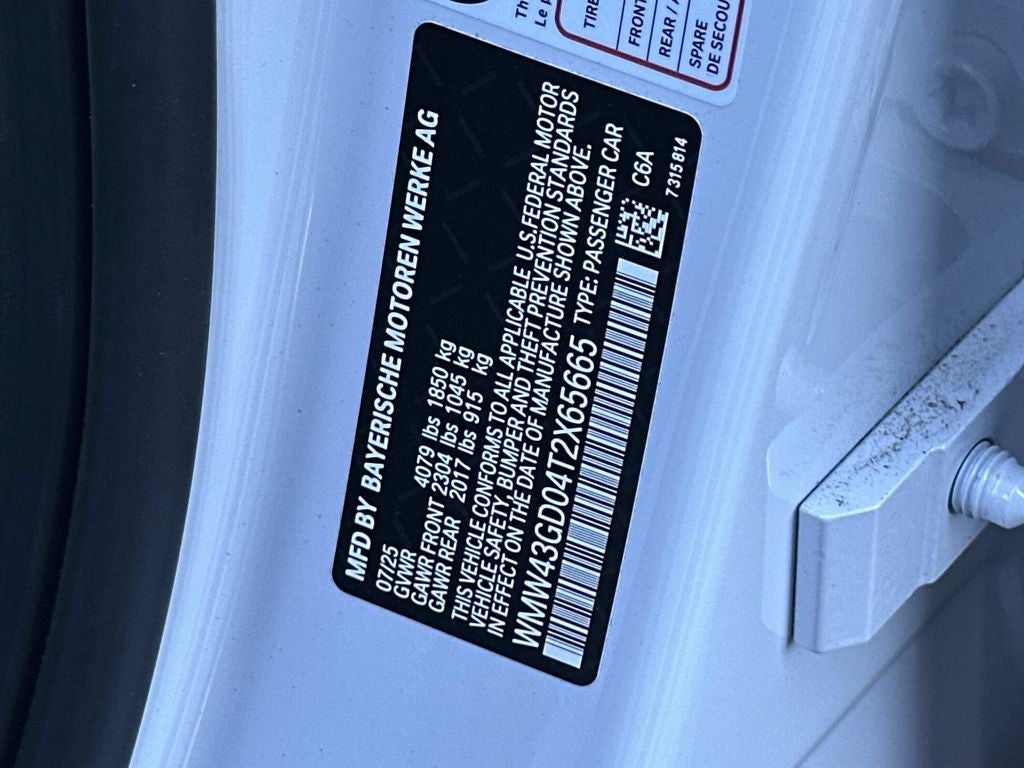 Th
Le p
TIRE
FRONT
REAR / A
SPARE
DE SECOU
MFD BY BAYERISCHE MOTOREN WERKE AG
07/25
GVWR 4079 lbs 1850 kg
GAWR FRONT 2304 lbs 1045 kg
GAWR REAR 2017 lbs 915 kg
THIS VEHICLE CONFORMS TO ALL APPLICABLE U.S. FEDERAL MOTOR
VEHICLE SAFETY, BUMPER AND THEFT PREVENTION STANDARDS
IN EFFECT ON THE DATE OF MANUFACTURE SHOWN ABOVE.
WMW43GD04T2X65665 TYPE: PASSENGER CAR
C6A
7315814